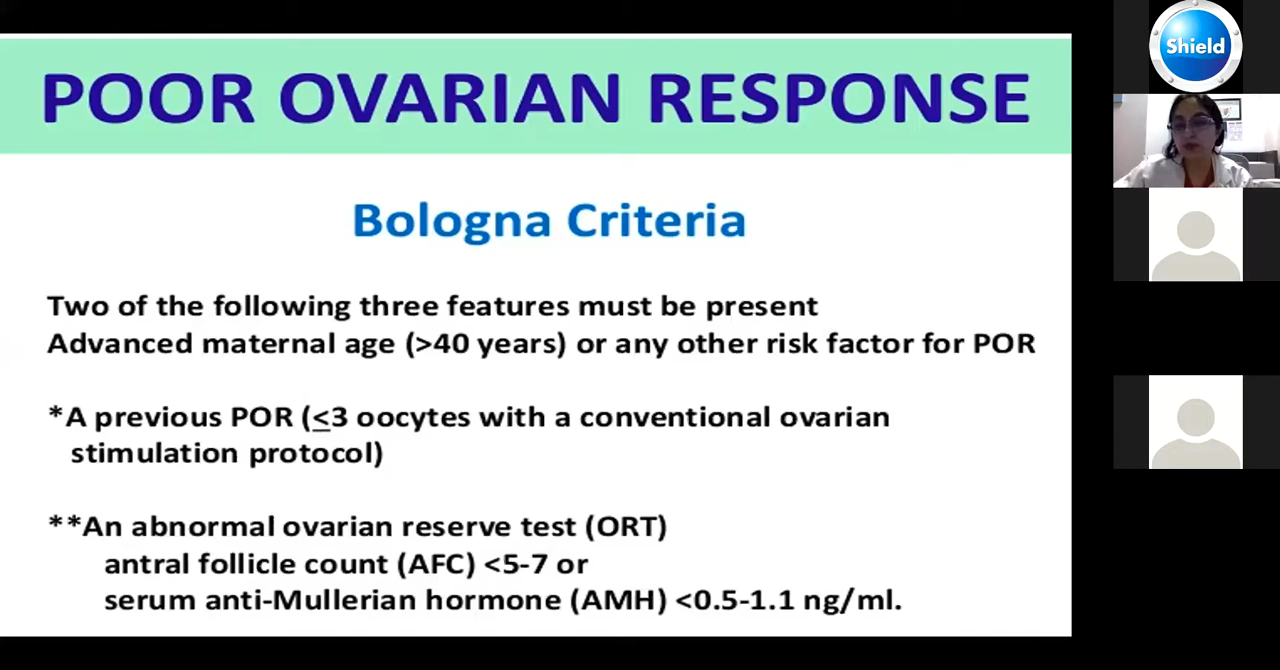 POOR OVARIAN RESPONSE
Bologna Criteria
Two of the following three features must be present
Advanced maternal age (>40 years) or any other risk factor for POR
*A previous POR (≤3 oocytes with a conventional ovarian
stimulation protocol)
**An abnormal ovarian reserve test (ORT)
antral follicle count (AFC) <5-7 or
serum anti-Mullerian hormone (AMH) <0.5-1.1 ng/ml.
Shield